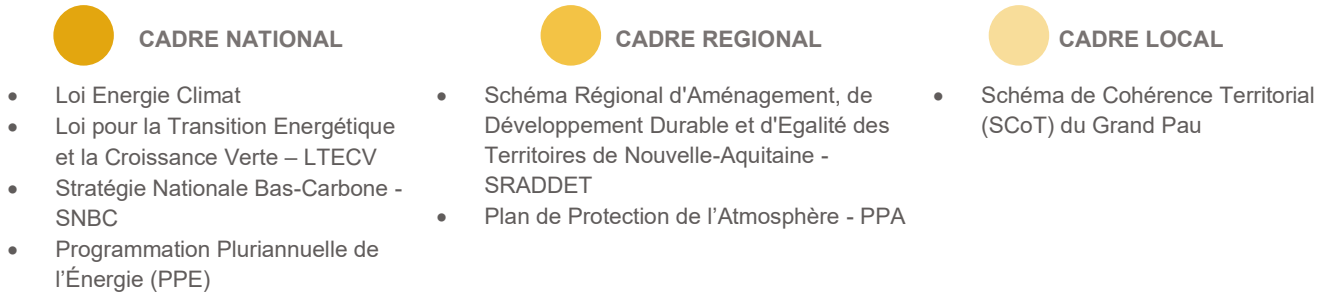 CADRE NATIONAL
• Loi Energie Climat
• Loi pour la Transition Energétique
et la Croissance Verte – LTECV
• Stratégie Nationale Bas-Carbone -
SNBC
• Programmation Pluriannuelle de
l’Énergie (PPE)
CADRE REGIONAL
• Schéma Régional d'Aménagement, de
Développement Durable et d'Egalité des
Territoires de Nouvelle-Aquitaine -
SRADDET
• Plan de Protection de l’Atmosphère - PPA
CADRE LOCAL
• Schéma de Cohérence Territorial
(SCoT) du Grand Pau